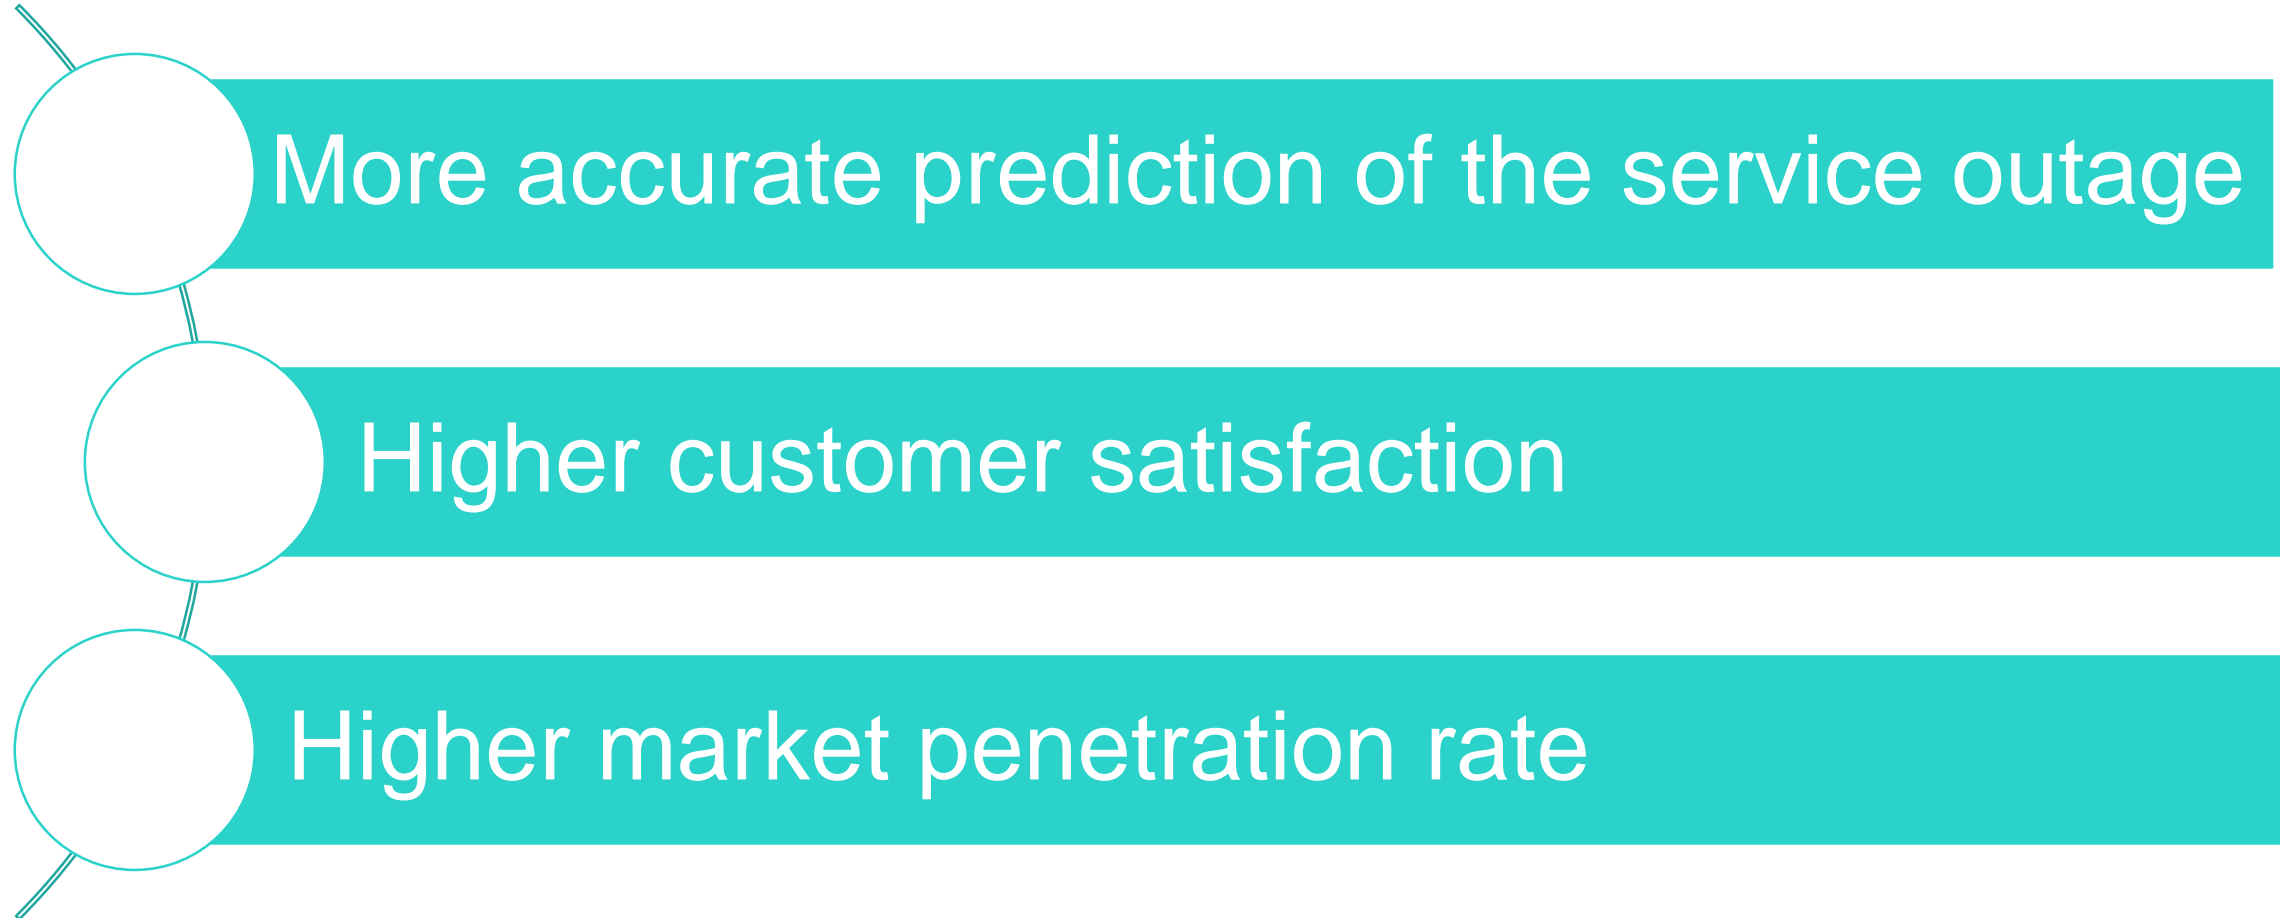 More accurate prediction of the service outage
Higher customer satisfaction
Higher market penetration rate